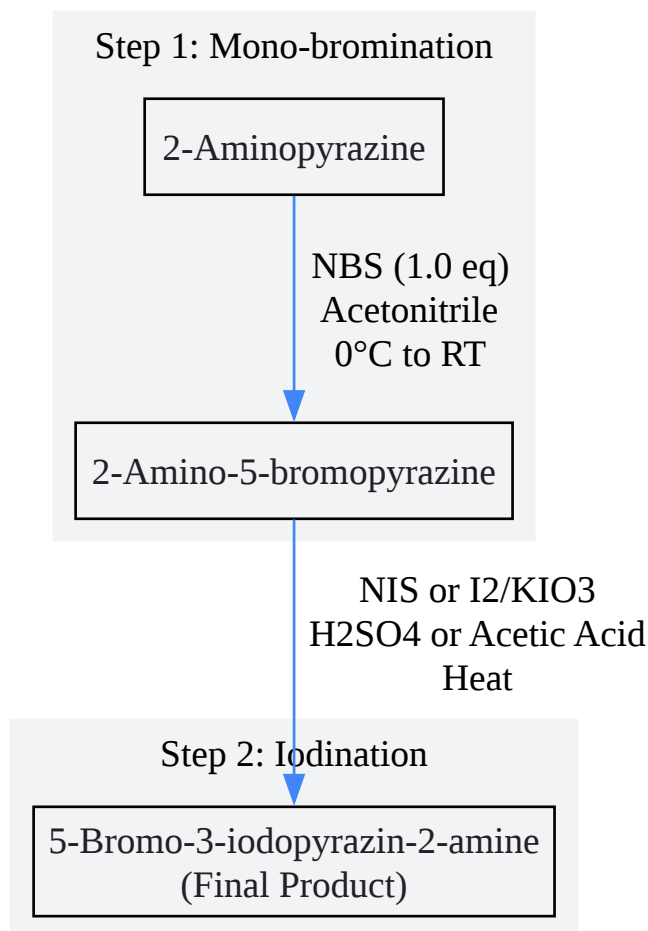 Step 1: Mono-bromination
2-Aminopyrazine
NBS (1.0 eq)
Acetonitrile
0°C to RT
2-Amino-5-bromopyrazine
NIS or I2/KIO3
H2SO4 or Acetic Acid
Heat
Step 2: Iodination
5-Bromo-3-iodopyrazin-2-amine
(Final Product)